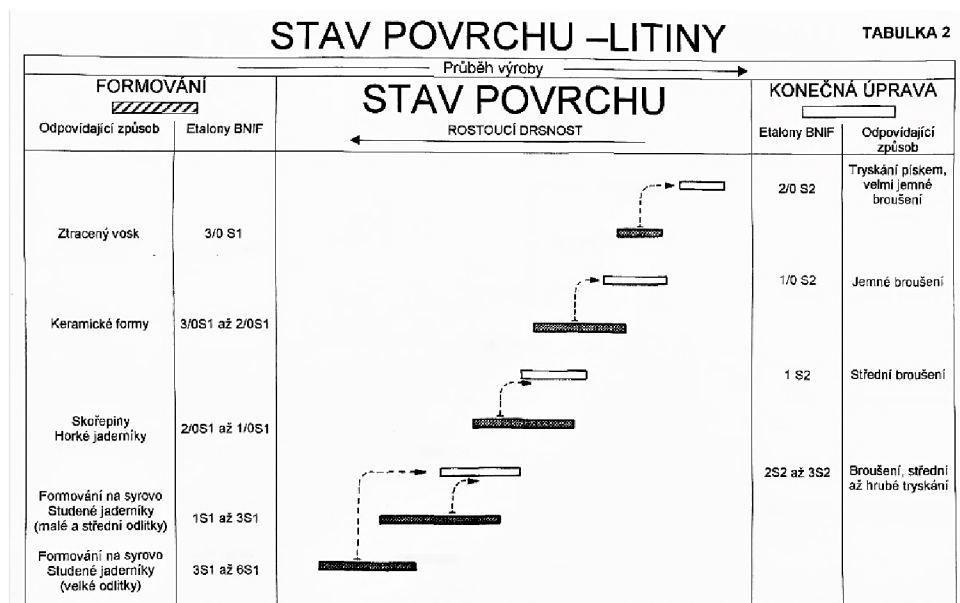 STAV POVRCHU –LITINY
TABULKA 2
Průběh výroby
FORMOVÁNÍ
STAV POVRCHU
KONEČNÁ ÚPRAVA
Odpovídající způsob
Etalony BNIF
ROSTOUCÍ DRSNOST
Etalony BNIF
Odpovídající
způsob
2/0 S2
Tryskání pískem,
velmi jemné
broušení
Ztracený vosk
3/0 S1
1/0 S2
Jemné broušení
Keramické formy
3/0S1 až 2/0S1
1 S2
Střední broušení
Skořepiny
Horké jaderníky
2/0S1 až 1/0S1
2S2 až 3S2
Broušení, střední
až hrubé tryskání
Formování na syrovo
Studené jaderníky
(malé a střední odlitky)
1S1 až 3S1
Formování na syrovo
Studené jaderníky
(velké odlitky)
3S1 až 6S1